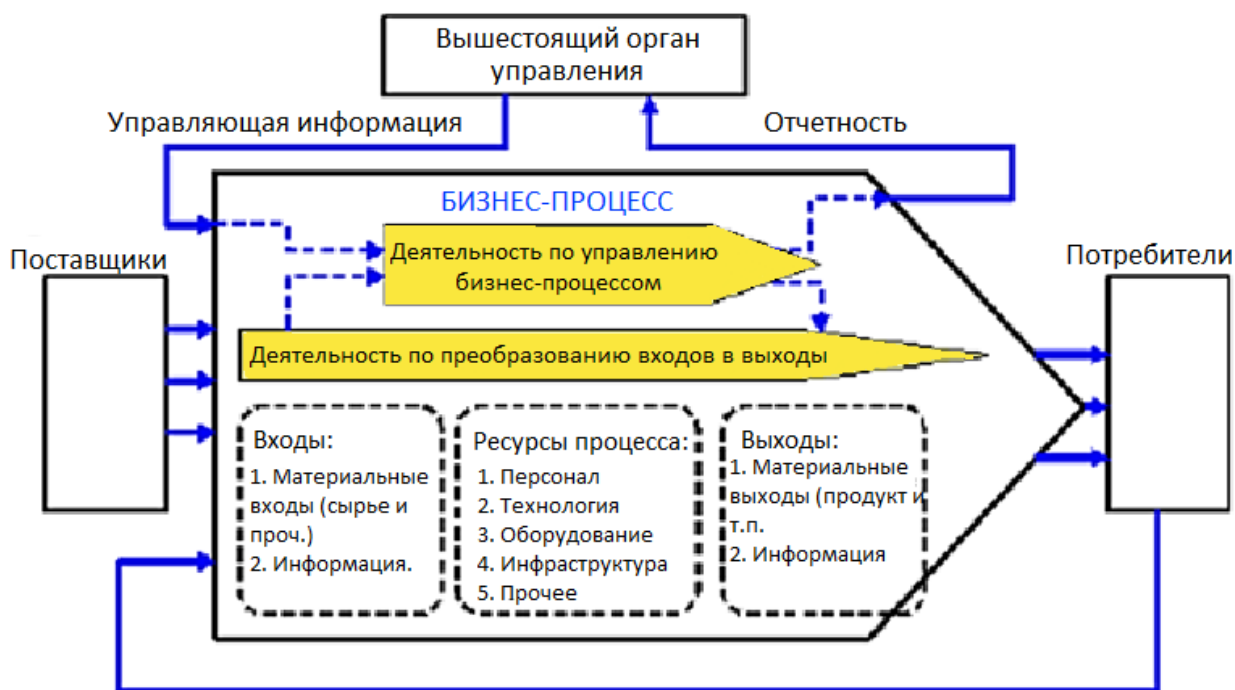 Вышестоящий орган
управления
Управляющая информация
Отчетность
БИЗНЕС-ПРОЦЕСС
Поставщики
Деятельность по управлению
бизнес-процессом
Потребители
Деятельность по преобразованию входов в выходы
Входы:
1. Материальные
входы (сырье и
проч.)
2. Информация.
Ресурсы процесса:
1. Персонал
2. Технология
3. Оборудование
4. Инфраструктура
5. Прочее
Выходы:
1. Материальные
выходы (продукт и
т.п.
2. Информация